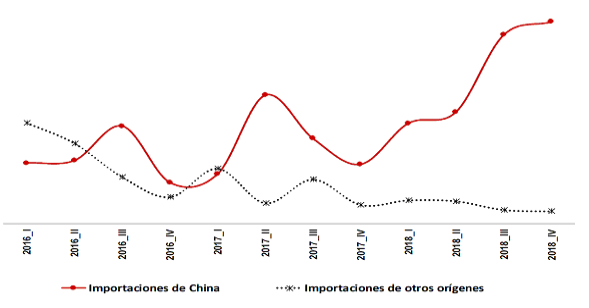 2016_I
2016_II
2016_III
2016_IV
2017_I
2017_II
2017_III
2017_IV
2018_I
2018_II
2018_III
2018_IV
Importaciones de China
Importaciones de otros orígenes